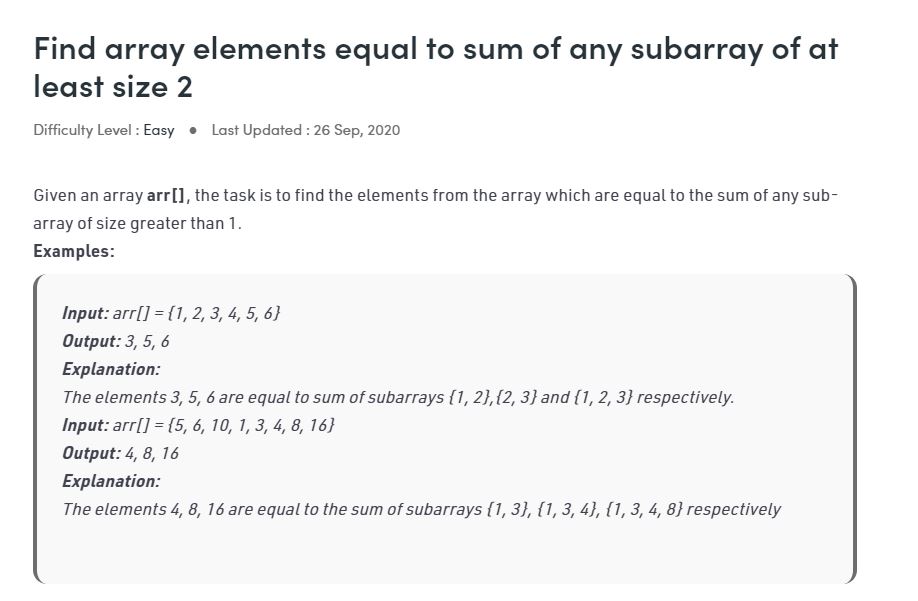 Find array elements equal to sum of any subarray of at
least size 2
Difficulty Level : Easy ● Last Updated : 26 Sep, 2020
Given an array arr[], the task is to find the elements from the array which are equal to the sum of any sub-
array of size greater than 1.
Examples:
Input: arr[] = {1, 2, 3, 4, 5, 6}
Output: 3, 5, 6
Explanation:
The elements 3, 5, 6 are equal to sum of subarrays {1, 2},{2, 3} and {1, 2, 3} respectively.
Input: arr[] = {5, 6, 10, 1, 3, 4, 8, 16}
Output: 4, 8, 16
Explanation:
The elements 4, 8, 16 are equal to the sum of subarrays {1, 3}, {1, 3, 4}, {1, 3, 4, 8} respectively